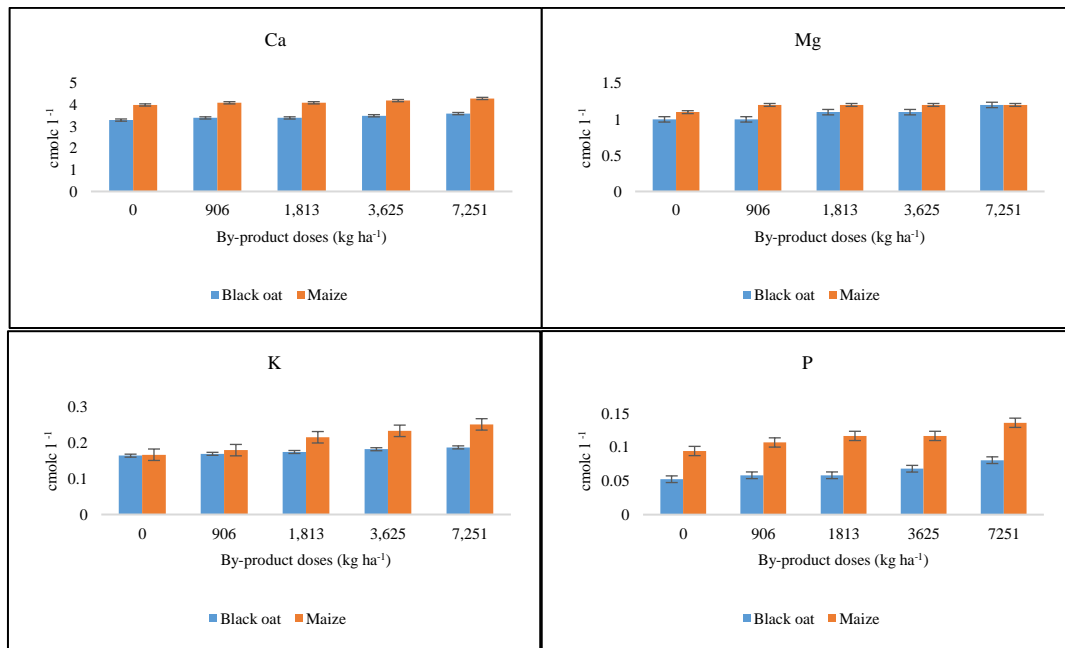 Ca
5
4
3
2
1
0
cmolc l ⁻¹
0 906 1,813 3,625 7,251
By-product doses (kg ha⁻¹)
Black oat Maize
Mg
1.5
1
0.5
0
cmolc l ⁻¹
0 906 1,813 3,625 7,251
By-product doses (kg ha⁻¹)
Black oat Maize
K
0.3
0.2
0.1
0
cmolc l ⁻¹
0 906 1,813 3,625 7,251
By-product doses (kg ha⁻¹)
Black oat Maize
P
0.15
0.1
0.05
0
cmolc l ⁻¹
0 906 1813 3625 7251
By-product doses (kg ha⁻¹)
Black oat Maize